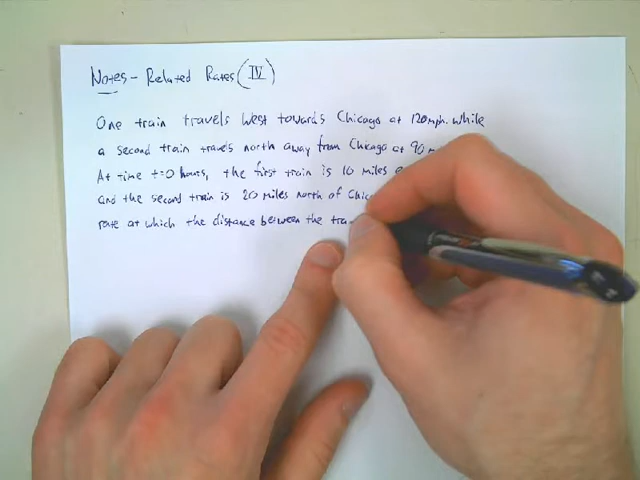 Notes - Related Rates (IV)
One train travels west towards Chicago at 120mph. while
a second train travels north away from Chicago at 90
At time t=0 hours, the first train is 10 miles
and the second train is 20 miles north of
rate at which the distance between the